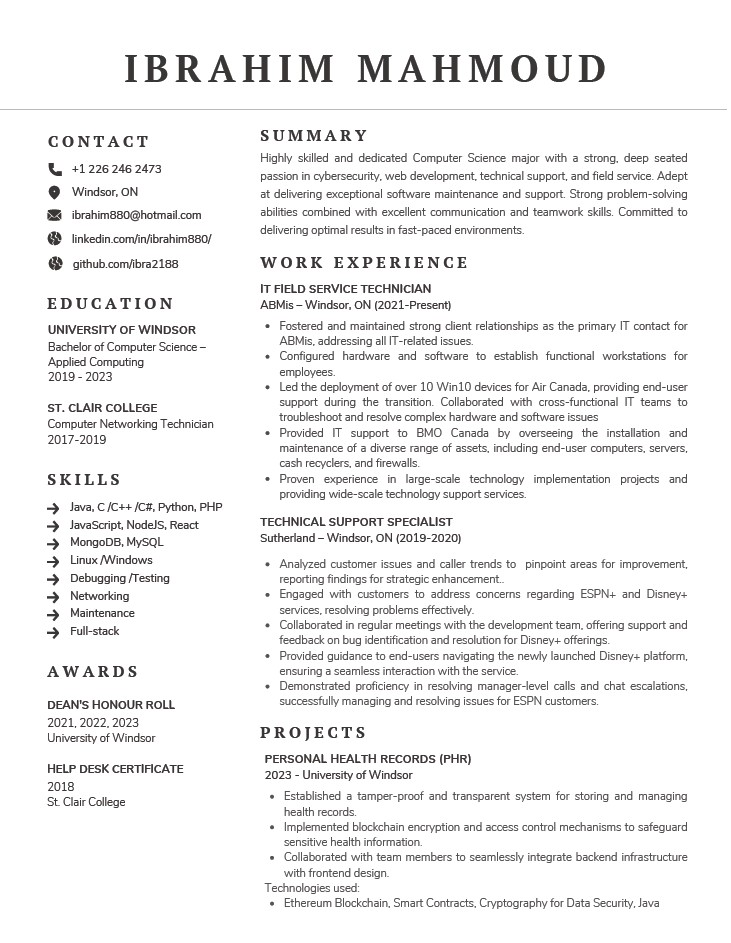 IBRAHIM MAHMOUD
CONTACT
+1 226 246 2473
Windsor, ON
ibrahim880@hotmail.com
linkedin.com/in/ibrahim880/
github.com/ibra2188
EDUCATION
UNIVERSITY OF WINDSOR
Bachelor of Computer Science –
Applied Computing
2019 - 2023
ST. CLAIR COLLEGE
Computer Networking Technician
2017-2019
SKILLS
Java, C /C++ /C#, Python, PHP
JavaScript, NodeJS, React
MongoDB, MySQL
Linux /Windows
Debugging /Testing
Networking
Maintenance
Full-stack
AWARDS
DEAN'S HONOUR ROLL
2021, 2022, 2023
University of Windsor
HELP DESK CERTIFICATE
2018
St. Clair College
SUMMARY
Highly skilled and dedicated Computer Science major with a strong, deep seated
passion in cybersecurity, web development, technical support, and field service. Adept
at delivering exceptional software maintenance and support. Strong problem-solving
abilities combined with excellent communication and teamwork skills. Committed to
delivering optimal results in fast-paced environments.
WORK EXPERIENCE
IT FIELD SERVICE TECHNICIAN
ABMis – Windsor, ON (2021-Present)
• Fostered and maintained strong client relationships as the primary IT contact for
ABMis, addressing all IT-related issues.
• Configured hardware and software to establish functional workstations for
employees.
• Led the deployment of over 10 Win10 devices for Air Canada, providing end-user
support during the transition. Collaborated with cross-functional IT teams to
troubleshoot and resolve complex hardware and software issues
• Provided IT support to BMO Canada by overseeing the installation and
maintenance of a diverse range of assets, including end-user computers, servers,
cash recyclers, and firewalls.
• Proven experience in large-scale technology implementation projects and
providing wide-scale technology support services.
TECHNICAL SUPPORT SPECIALIST
Sutherland – Windsor, ON (2019-2020)
• Analyzed customer issues and caller trends to pinpoint areas for improvement,
reporting findings for strategic enhancement..
• Engaged with customers to address concerns regarding ESPN+ and Disney+
services, resolving problems effectively.
• Collaborated in regular meetings with the development team, offering support and
feedback on bug identification and resolution for Disney+ offerings.
• Provided guidance to end-users navigating the newly launched Disney+ platform,
ensuring a seamless interaction with the service.
• Demonstrated proficiency in resolving manager-level calls and chat escalations,
successfully managing and resolving issues for ESPN customers.
PROJECTS
PERSONAL HEALTH RECORDS (PHR)
2023 - University of Windsor
• Established a tamper-proof and transparent system for storing and managing
health records.
• Implemented blockchain encryption and access control mechanisms to safeguard
sensitive health information.
• Collaborated with team members to seamlessly integrate backend infrastructure
with frontend design.
Technologies used:
• Ethereum Blockchain, Smart Contracts, Cryptography for Data Security, Java